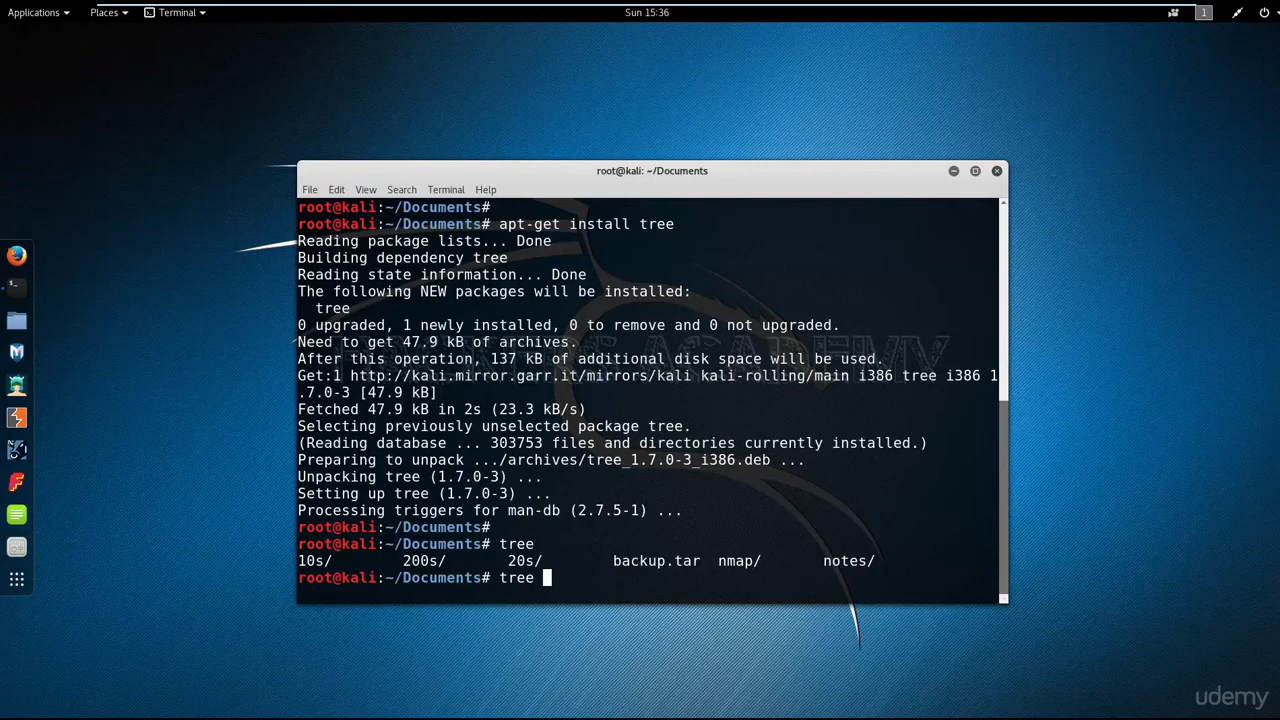 Applications Places Terminal Sun 15:36 1
root@kali: ~/Documents
File Edit View Search Terminal Help
root@kali:~/Documents#
root@kali:~/Documents# apt-get install tree
Reading package lists... Done
Building dependency tree
Reading state information... Done
The following NEW packages will be installed:
  tree
0 upgraded, 1 newly installed, 0 to remove and 0 not upgraded.
Need to get 47.9 kB of archives.
After this operation, 137 kB of additional disk space will be used.
Get:1 http://kali.mirror.garr.it/mirrors/kali kali-rolling/main i386 tree i386 1
.7.0-3 [47.9 kB]
Fetched 47.9 kB in 2s (23.3 kB/s)
Selecting previously unselected package tree.
(Reading database ... 303753 files and directories currently installed.)
Preparing to unpack .../archives/tree_1.7.0-3_i386.deb ...
Unpacking tree (1.7.0-3) ...
Setting up tree (1.7.0-3) ...
Processing triggers for man-db (2.7.5-1) ...
root@kali:~/Documents#
root@kali:~/Documents# tree
10s/ 200s/ 20s/ backup.tar nmap/ notes/
root@kali:~/Documents# tree
udemy